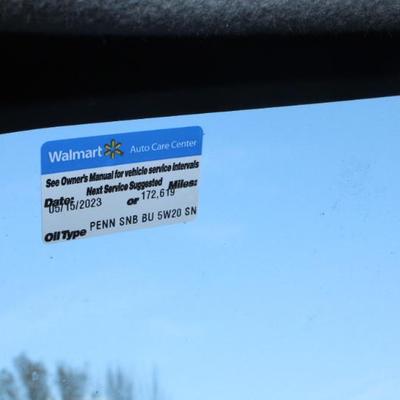 Walmart Auto Care Center
See Owner's Manual for vehicle service intervals
Next Service Suggested
Date: or Miles:
05/15/2023 172,619
Oil Type PENN SNB BU 5W20 SN